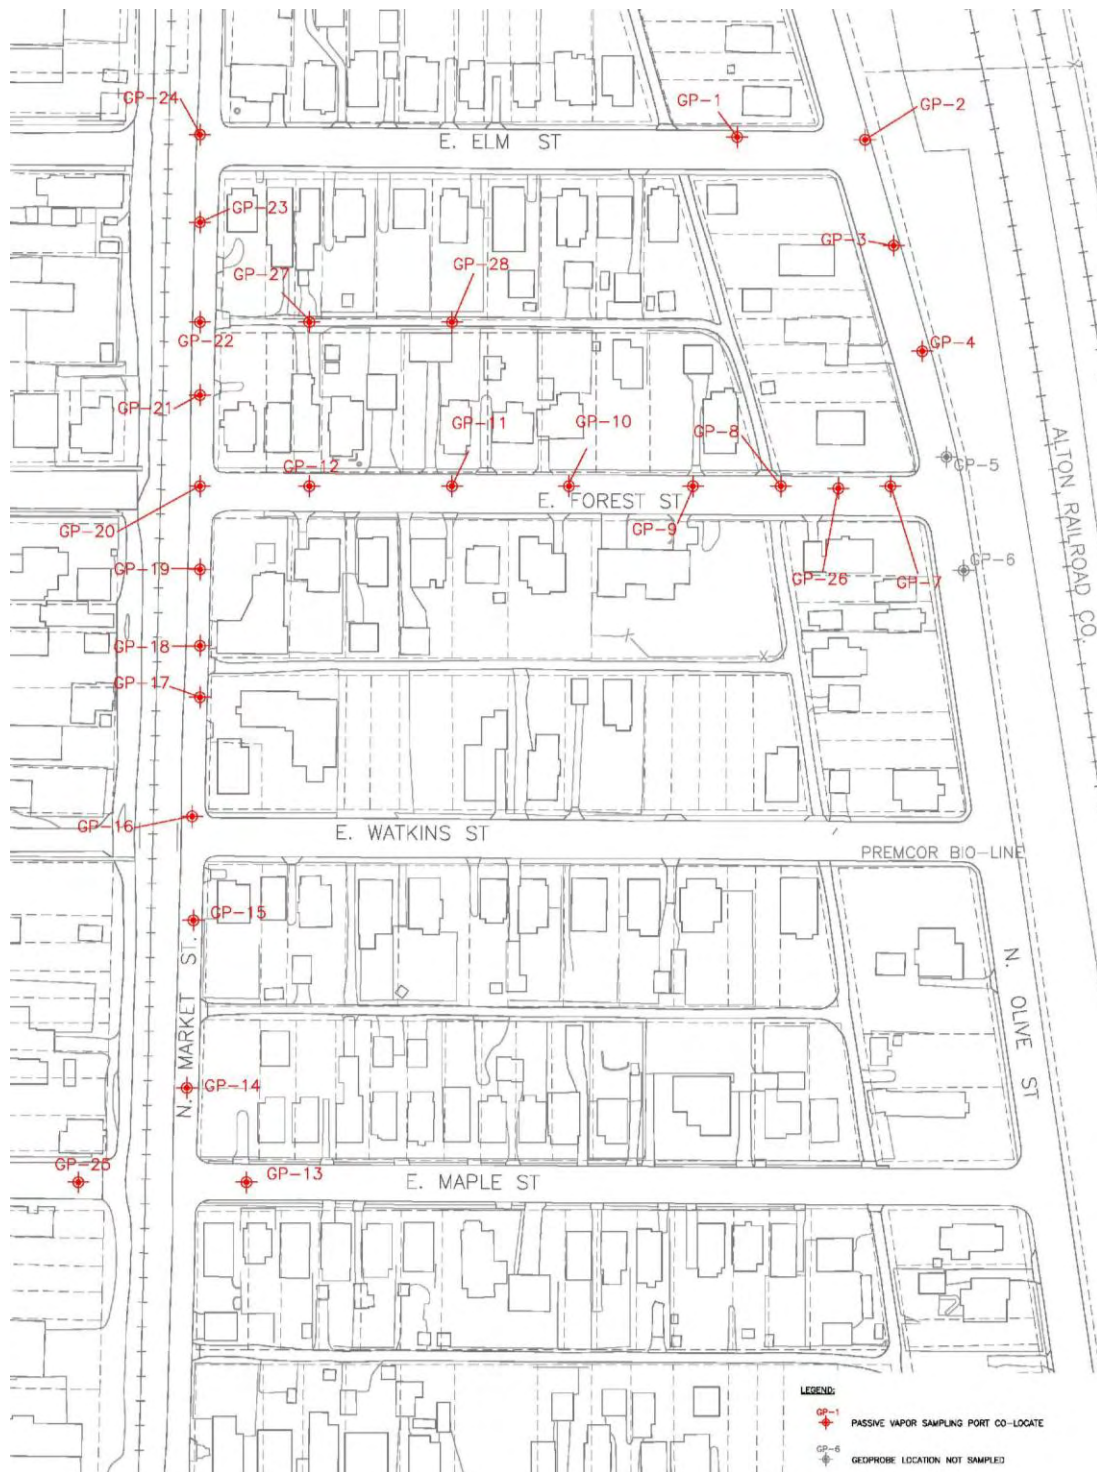 GP-24
GP-1
GP-2
E. ELM ST
GP-23
GP-3
GP-27
GP-28
GP-22
GP-4
GP-21
GP-11
GP-10
GP-8
GP-12
GP-5
ALTON RAILROAD CO.
GP-20
E. FOREST ST
GP-9
GP-19
GP-26
GP-7
GP-6
GP-18
GP-17
GP-16
E. WATKINS ST
PREMCOR BIO-LINE
GP-15
N. MARKET ST.
N. OLIVE ST
GP-14
GP-25
GP-13
E. MAPLE ST
LEGEND:
GP-1
PASSIVE VAPOR SAMPLING PORT CO-LOCATE
GP-6
GEOPROBE LOCATION NOT SAMPLED